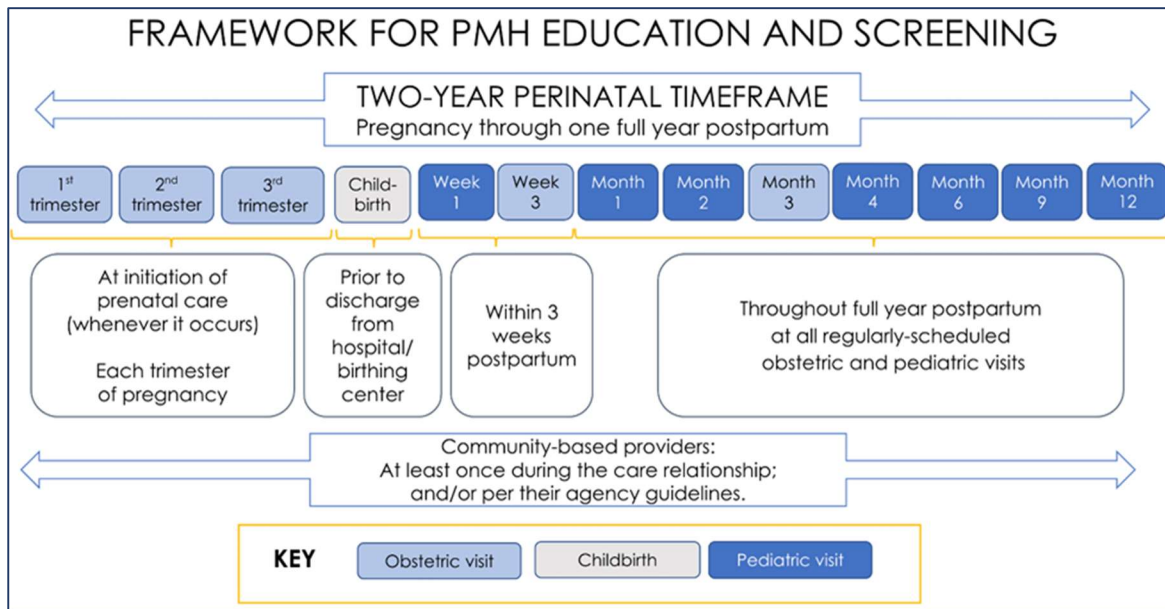 FRAMEWORK FOR PMH EDUCATION AND SCREENING
TWO-YEAR PERINATAL TIMEFRAME
Pregnancy through one full year postpartum
1st trimester
2nd trimester
3rd trimester
Child-
birth
Week
1
Week
3
Month
1
Month
2
Month
3
Month
4
Month
6
Month
9
Month
12
At initiation of
prenatal care
(whenever it occurs)
Each trimester
of pregnancy
Prior to
discharge
from
hospital/
birthing
center
Within 3
weeks
postpartum
Throughout full year postpartum
at all regularly-scheduled
obstetric and pediatric visits
Community-based providers:
At least once during the care relationship;
and/or per their agency guidelines.
KEY
Obstetric visit
Childbirth
Pediatric visit